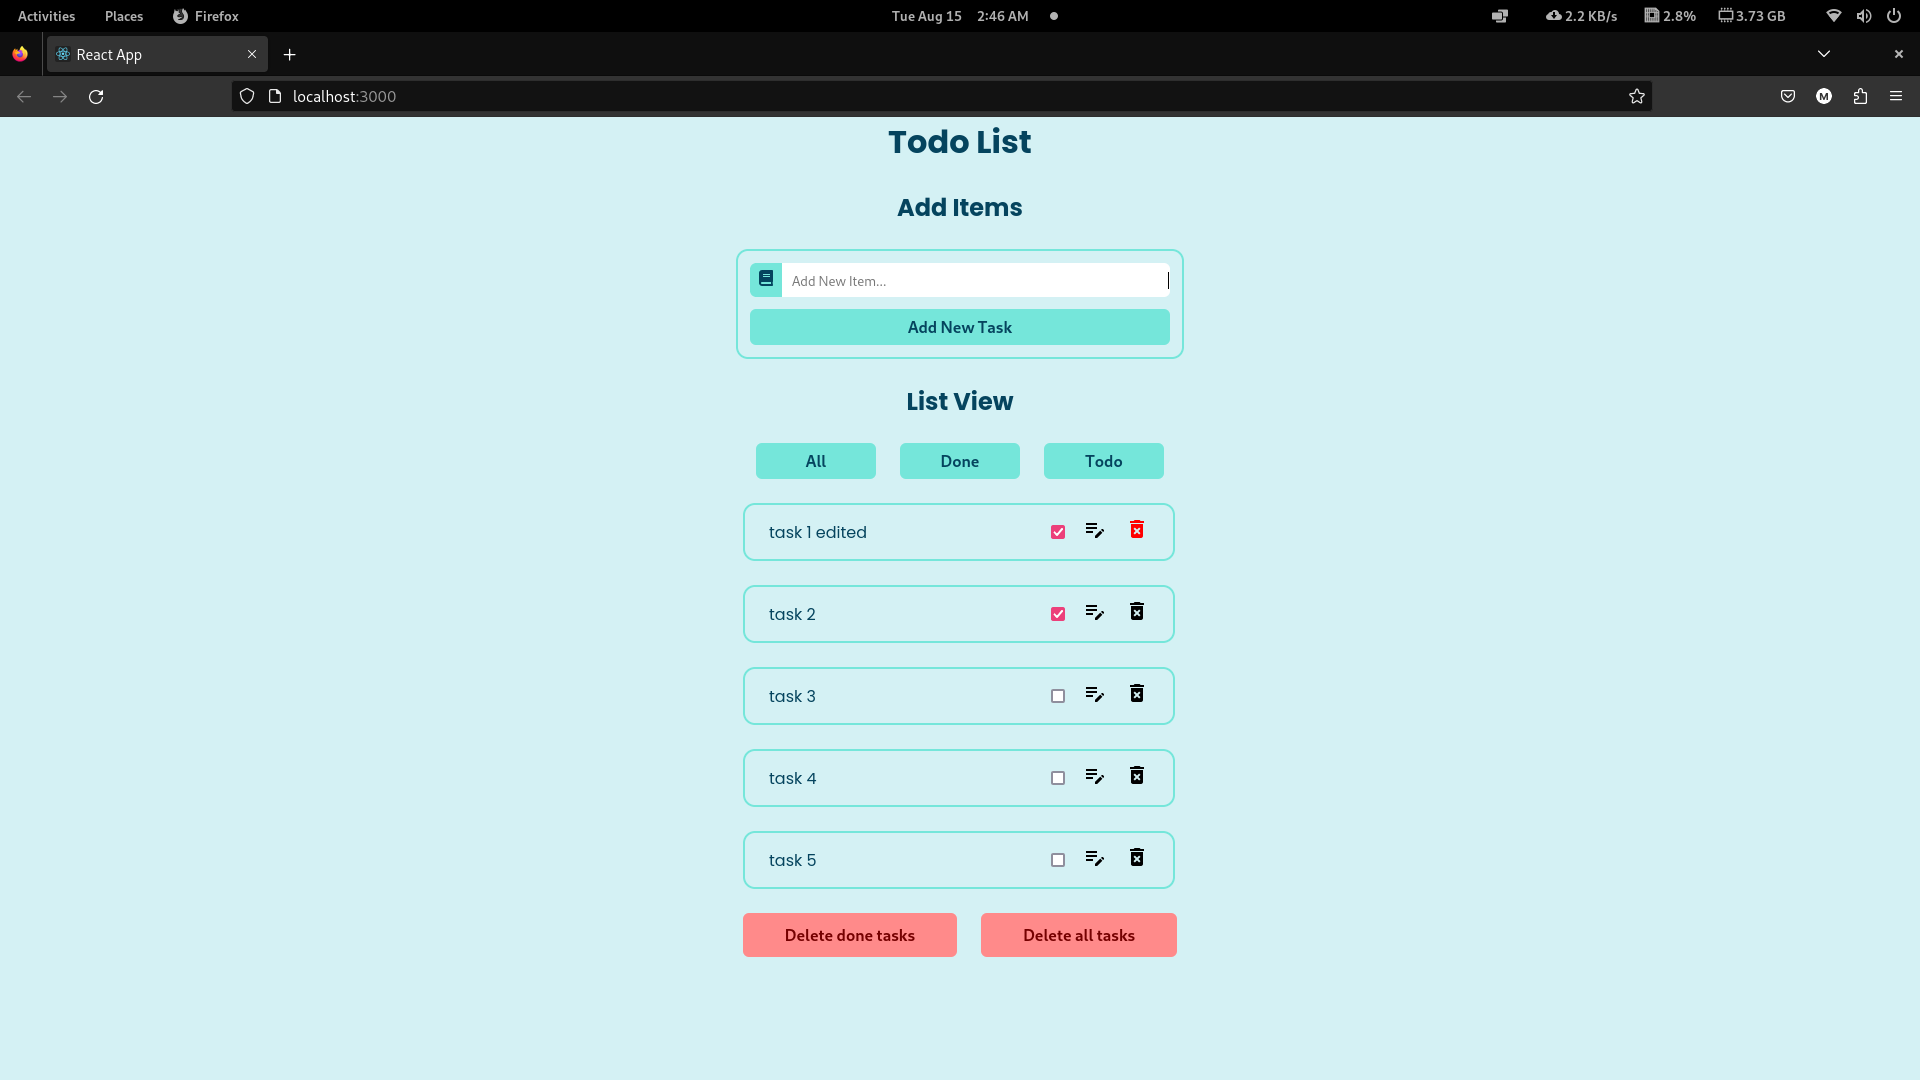 Activities Places Firefox Tue Aug 15 2:46 AM 2.2 KB/s 2.8% 3.73 GB
React App
localhost:3000 M
Todo List
Add Items
Add New Item...
Add New Task
List View
All Done Todo
task 1 edited
task 2
task 3
task 4
task 5
Delete done tasks Delete all tasks